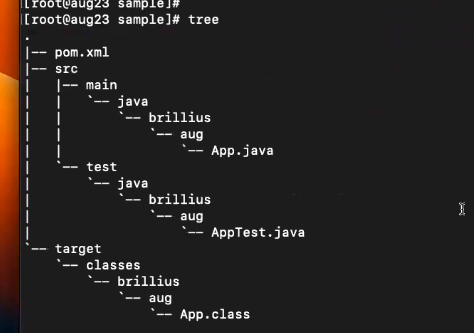 [root@aug23 sample]#
[root@aug23 sample]# tree
.
|-- pom.xml
|-- src
|   |-- main
|   |   `-- java
|   |       `-- brillius
|   |           `-- aug
|   |               `-- App.java
|   `-- test
|       `-- java
|           `-- brillius
|               `-- aug
|                   `-- AppTest.java
`-- target
    `-- classes
        `-- brillius
            `-- aug
                `-- App.class